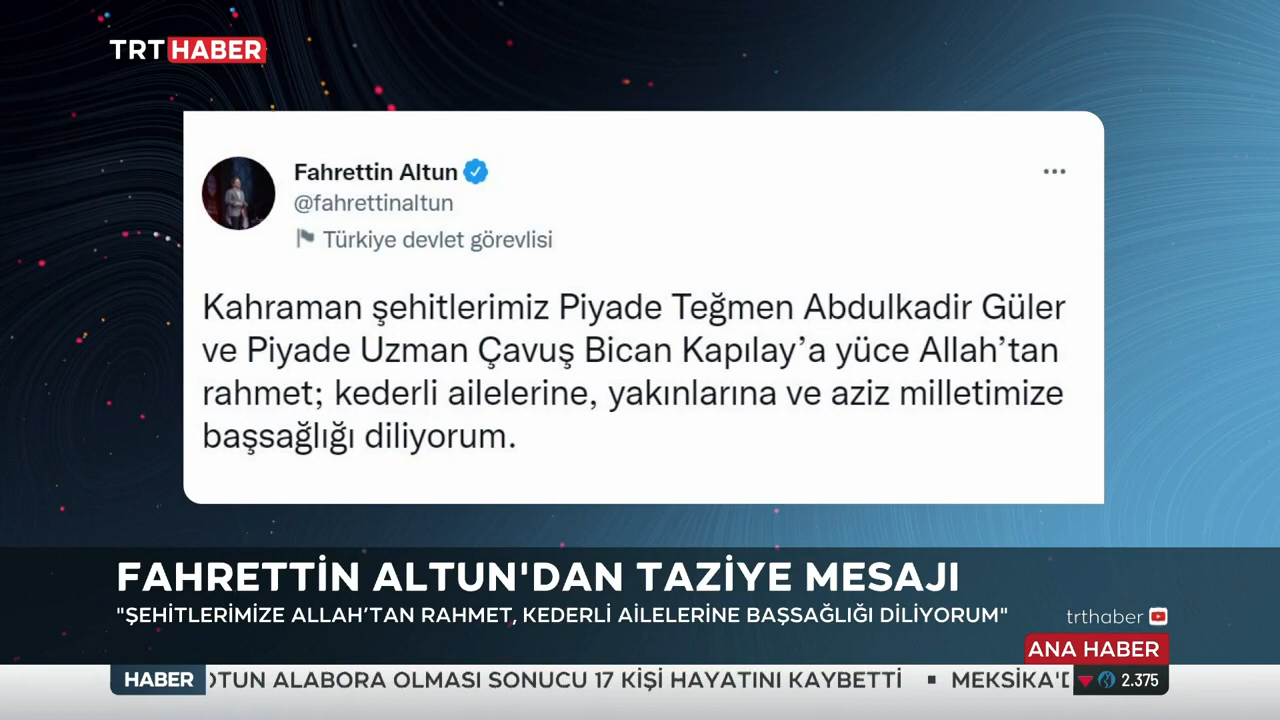 TRT HABER
Fahrettin Altun
@fahrettinaltun
Türkiye devlet görevlisi
Kahraman şehitlerimiz Piyade Teğmen Abdulkadir Güler
ve Piyade Uzman Çavuş Bican Kapılay’a yüce Allah’tan
rahmet; kederli ailelerine, yakınlarına ve aziz milletimize
başsağlığı diliyorum.
FAHRETTİN ALTUN'DAN TAZİYE MESAJI
"ŞEHİTLERİMİZE ALLAH’TAN RAHMET, KEDERLİ AİLELERİNE BAŞSAĞLIĞI DİLİYORUM"
trthaber
ANA HABER
HABER OTUN ALABORA OLMASI SONUCU 17 KİŞİ HAYATINI KAYBETTİ ▪ MEKSİKA'D 2.375